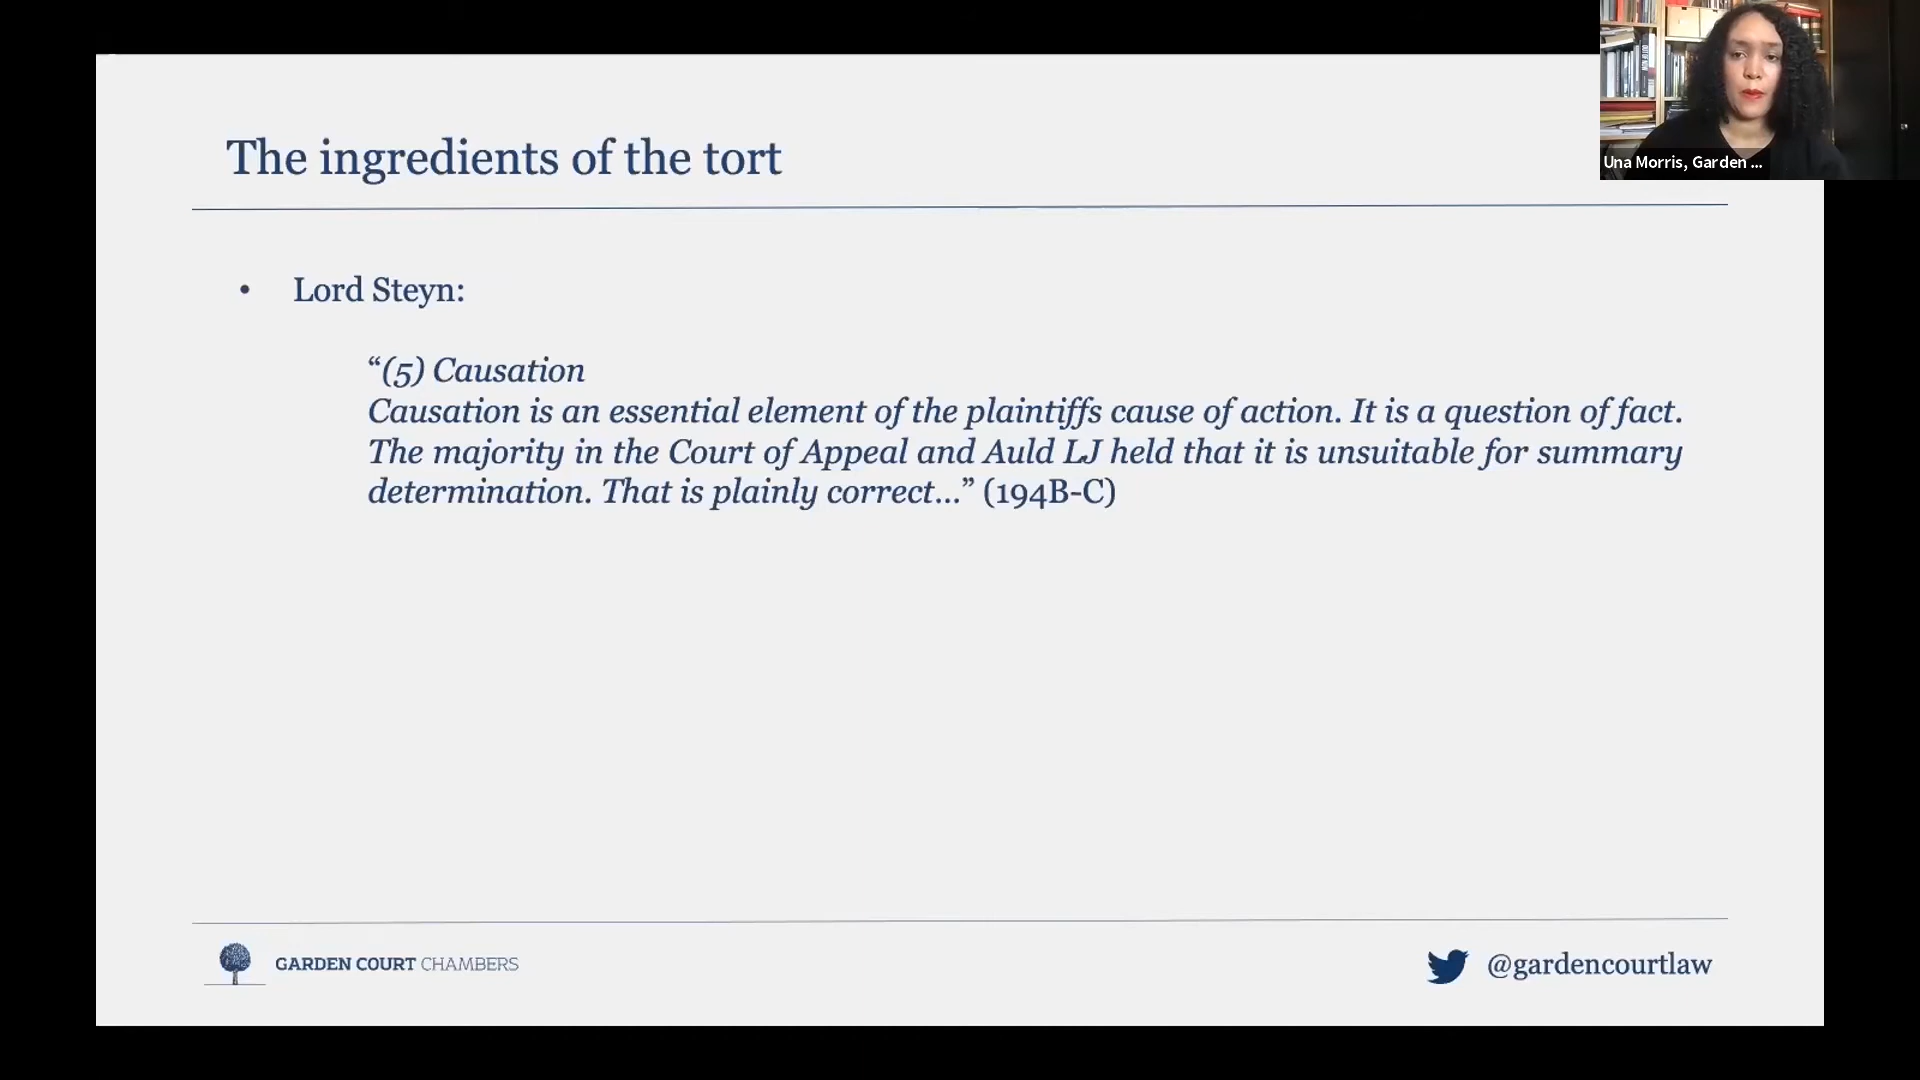 The ingredients of the tort
Una Morris, Garden ...
• Lord Steyn:
“(5) Causation
Causation is an essential element of the plaintiffs cause of action. It is a question of fact.
The majority in the Court of Appeal and Auld LJ held that it is unsuitable for summary
determination. That is plainly correct...” (194B-C)
GARDEN COURT CHAMBERS
@gardencourtlaw